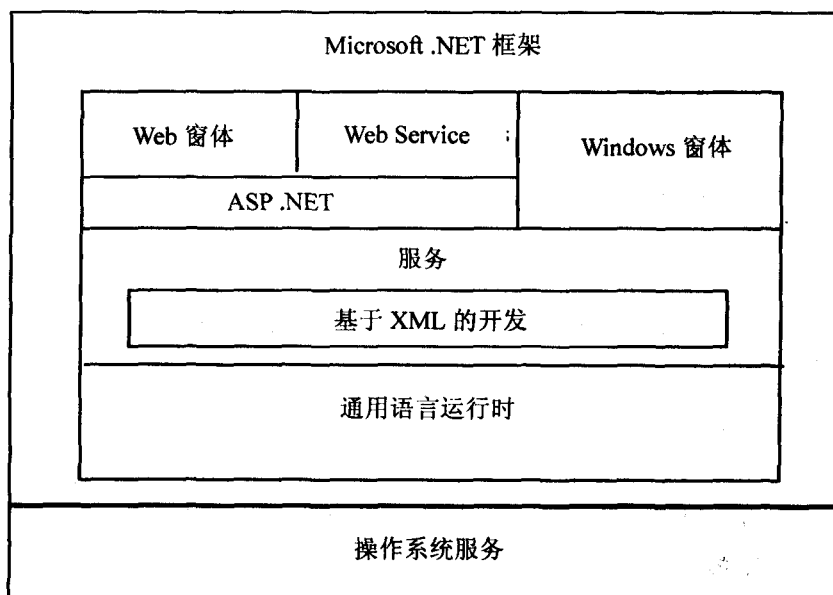 Microsoft .NET 框架
Web 窗体
Web Service
Windows 窗体
ASP .NET
服务
基于 XML 的开发
通用语言运行时
操作系统服务